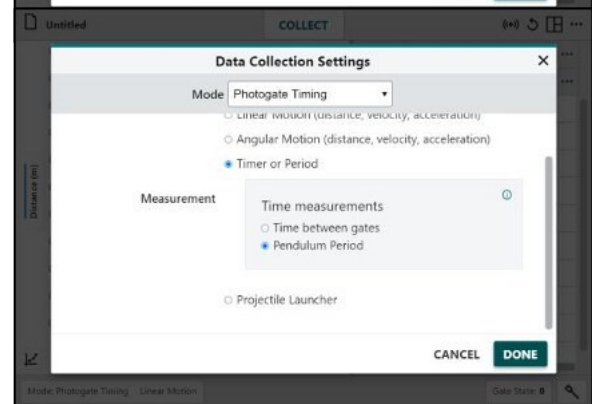 Untitled
COLLECT
Data Collection Settings
Mode Photogate Timing
Linear Motion (distance, velocity, acceleration)
Angular Motion (distance, velocity, acceleration)
Timer or Period
Distance (m)
Measurement
Time measurements
Time between gates
Pendulum Period
Projectile Launcher
CANCEL DONE
Mode: Photogate Timing Linear Motion Gate State: 0